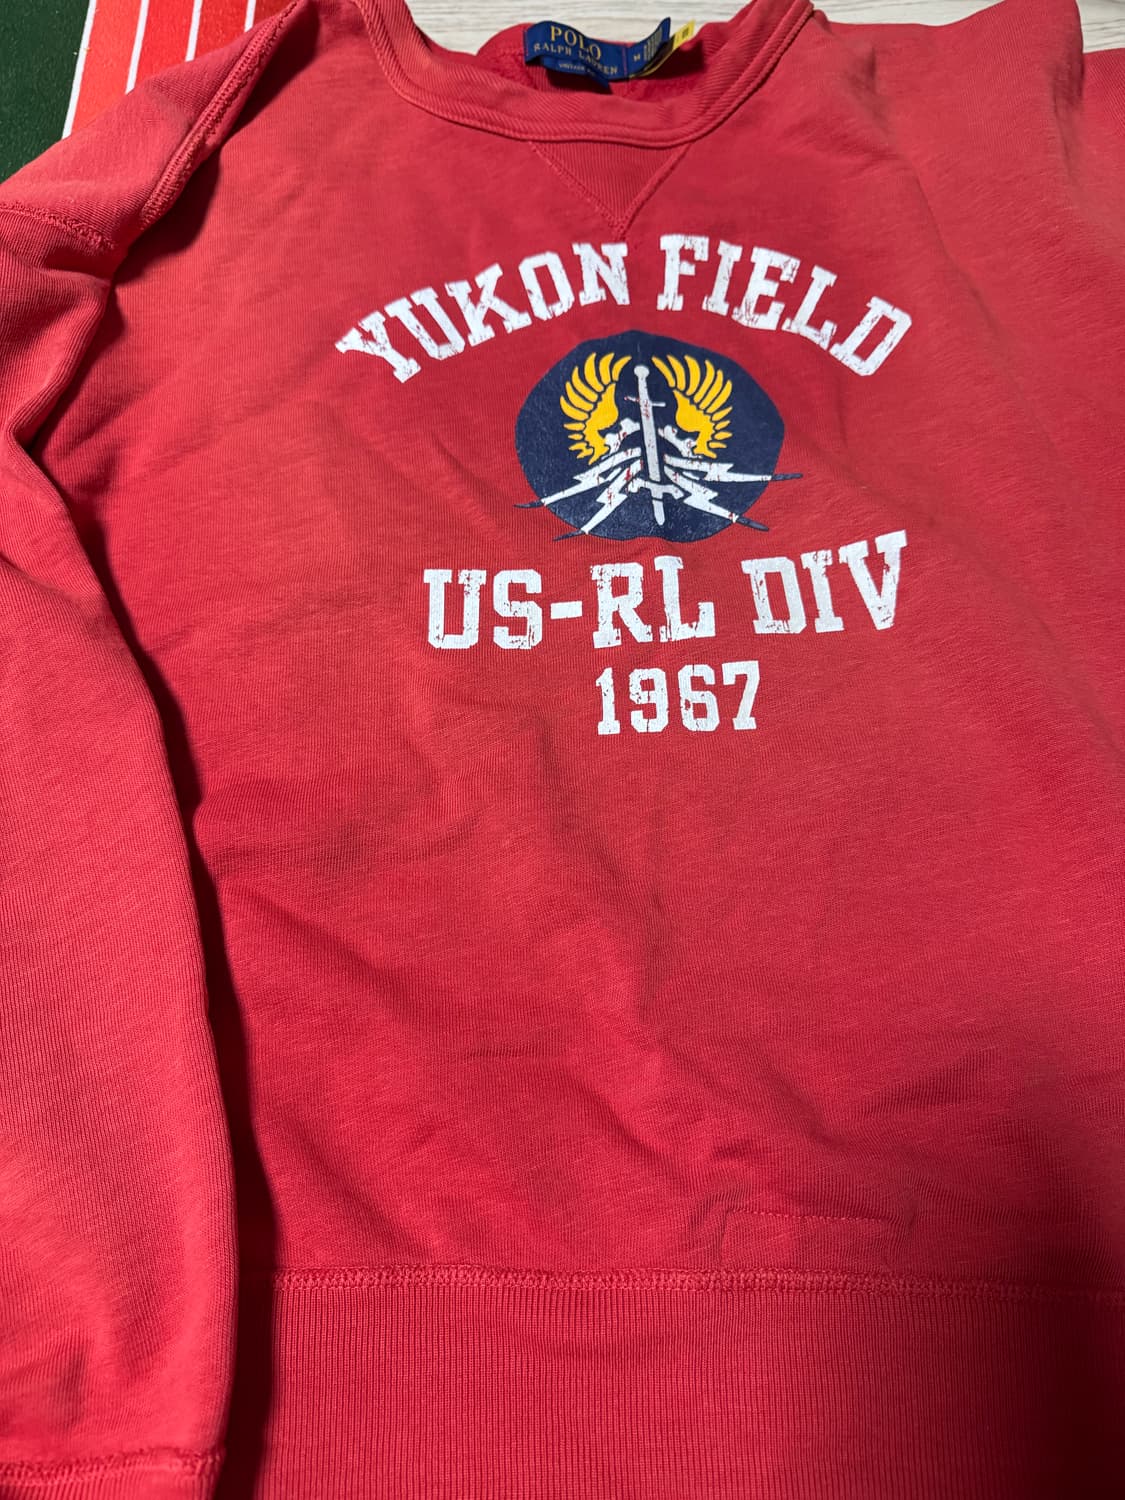 POLO
RALPH LAUREN
M
YUKON FIELD
US-RL DIV
1967